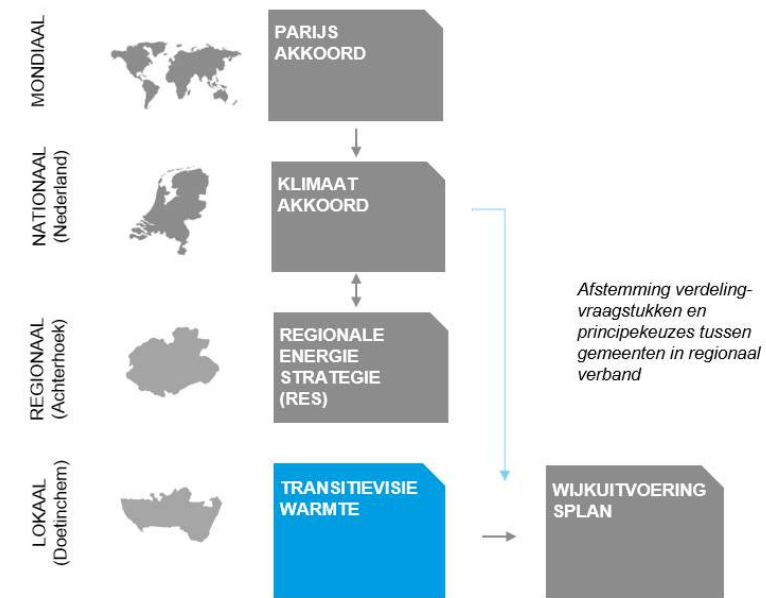 MONDIAAL
PARIJS
AKKOORD
NATIONAAL
(Nederland)
KLIMAAT
AKKOORD
Afstemming verdeling-
vraagstukken en
principekeuzes tussen
gemeenten in regionaal
verband
REGIONAAL
(Achterhoek)
REGIONALE
ENERGIE
STRATEGIE
(RES)
LOKAAL
(Doetinchem)
TRANSITIEVISIE
WARMTE
WIJKUITVOERING
SPLAN